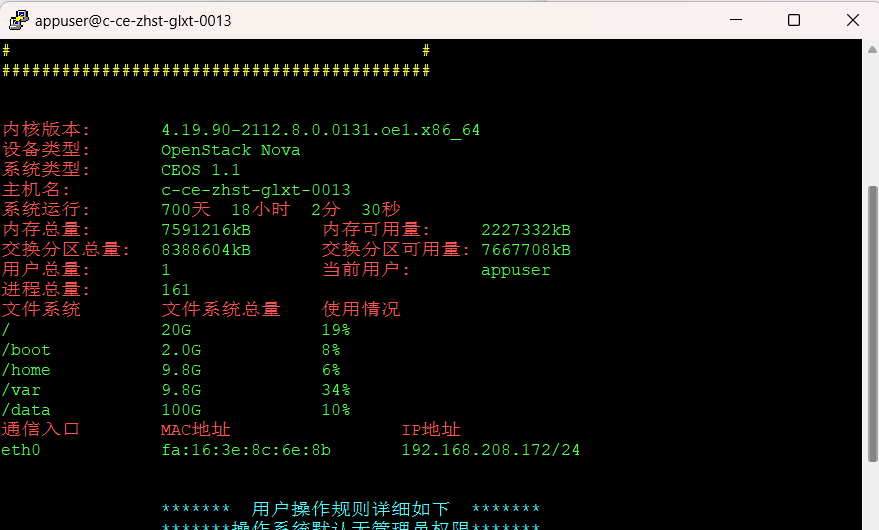 appuser@c-ce-zhst-glxt-0013
# #
###########################################
内核版本: 4.19.90-2112.8.0.0131.oe1.x86_64
设备类型: OpenStack Nova
系统类型: CEOS 1.1
主机名: c-ce-zhst-glxt-0013
系统运行: 700天 18小时 2分 30秒
内存总量: 7591216kB 内存可用量: 2227332kB
交换分区总量: 8388604kB 交换分区可用量: 7667708kB
用户总量: 1 当前用户: appuser
进程总量: 161
文件系统 文件系统总量 使用情况
/ 20G 19%
/boot 2.0G 8%
/home 9.8G 6%
/var 9.8G 34%
/data 100G 10%
通信入口 MAC地址 IP地址
eth0 fa:16:3e:8c:6e:8b 192.168.208.172/24
******* 用户操作规则详细如下 *******
*******操作系统默认无管理员权限*******